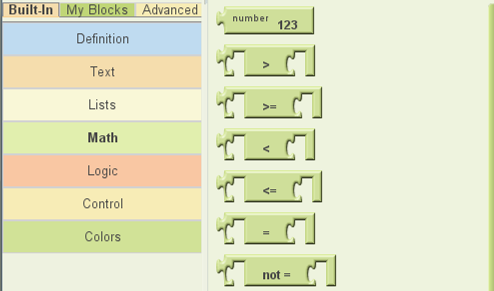 Built-In My Blocks Advanced
Definition
Text
Lists
Math
Logic
Control
Colors
number 123
>
>=
<
<=
=
not =